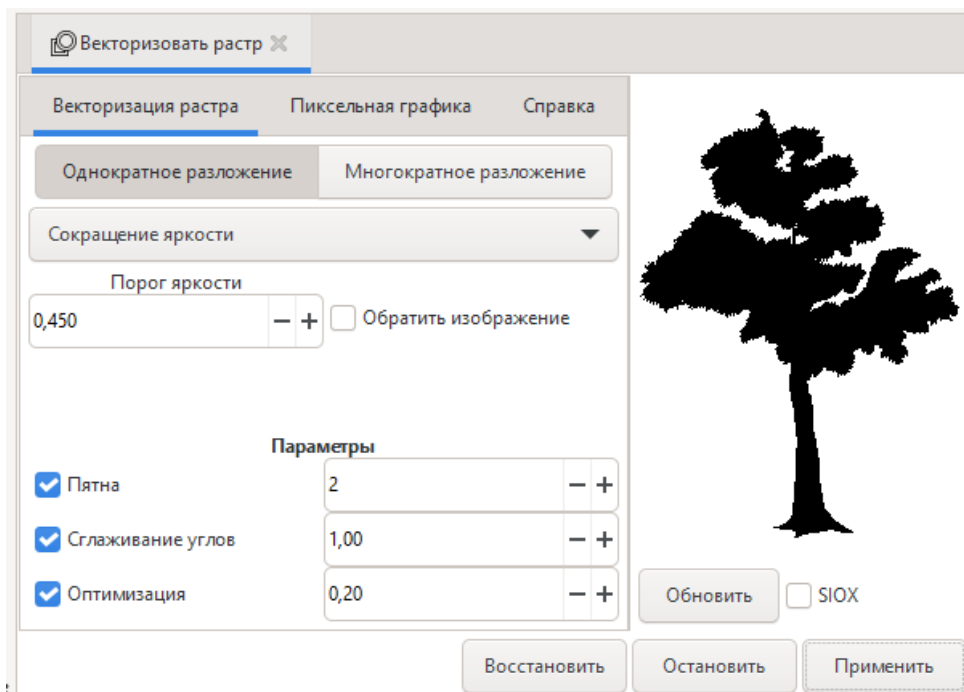 Векторизовать растр
Векторизация растра Пиксельная графика Справка
Однократное разложение Многократное разложение
Сокращение яркости
Порог яркости
0,450 Обратить изображение
Параметры
Пятна 2
Сглаживание углов 1,00
Оптимизация 0,20
Обновить SIOX
Восстановить Остановить Применить